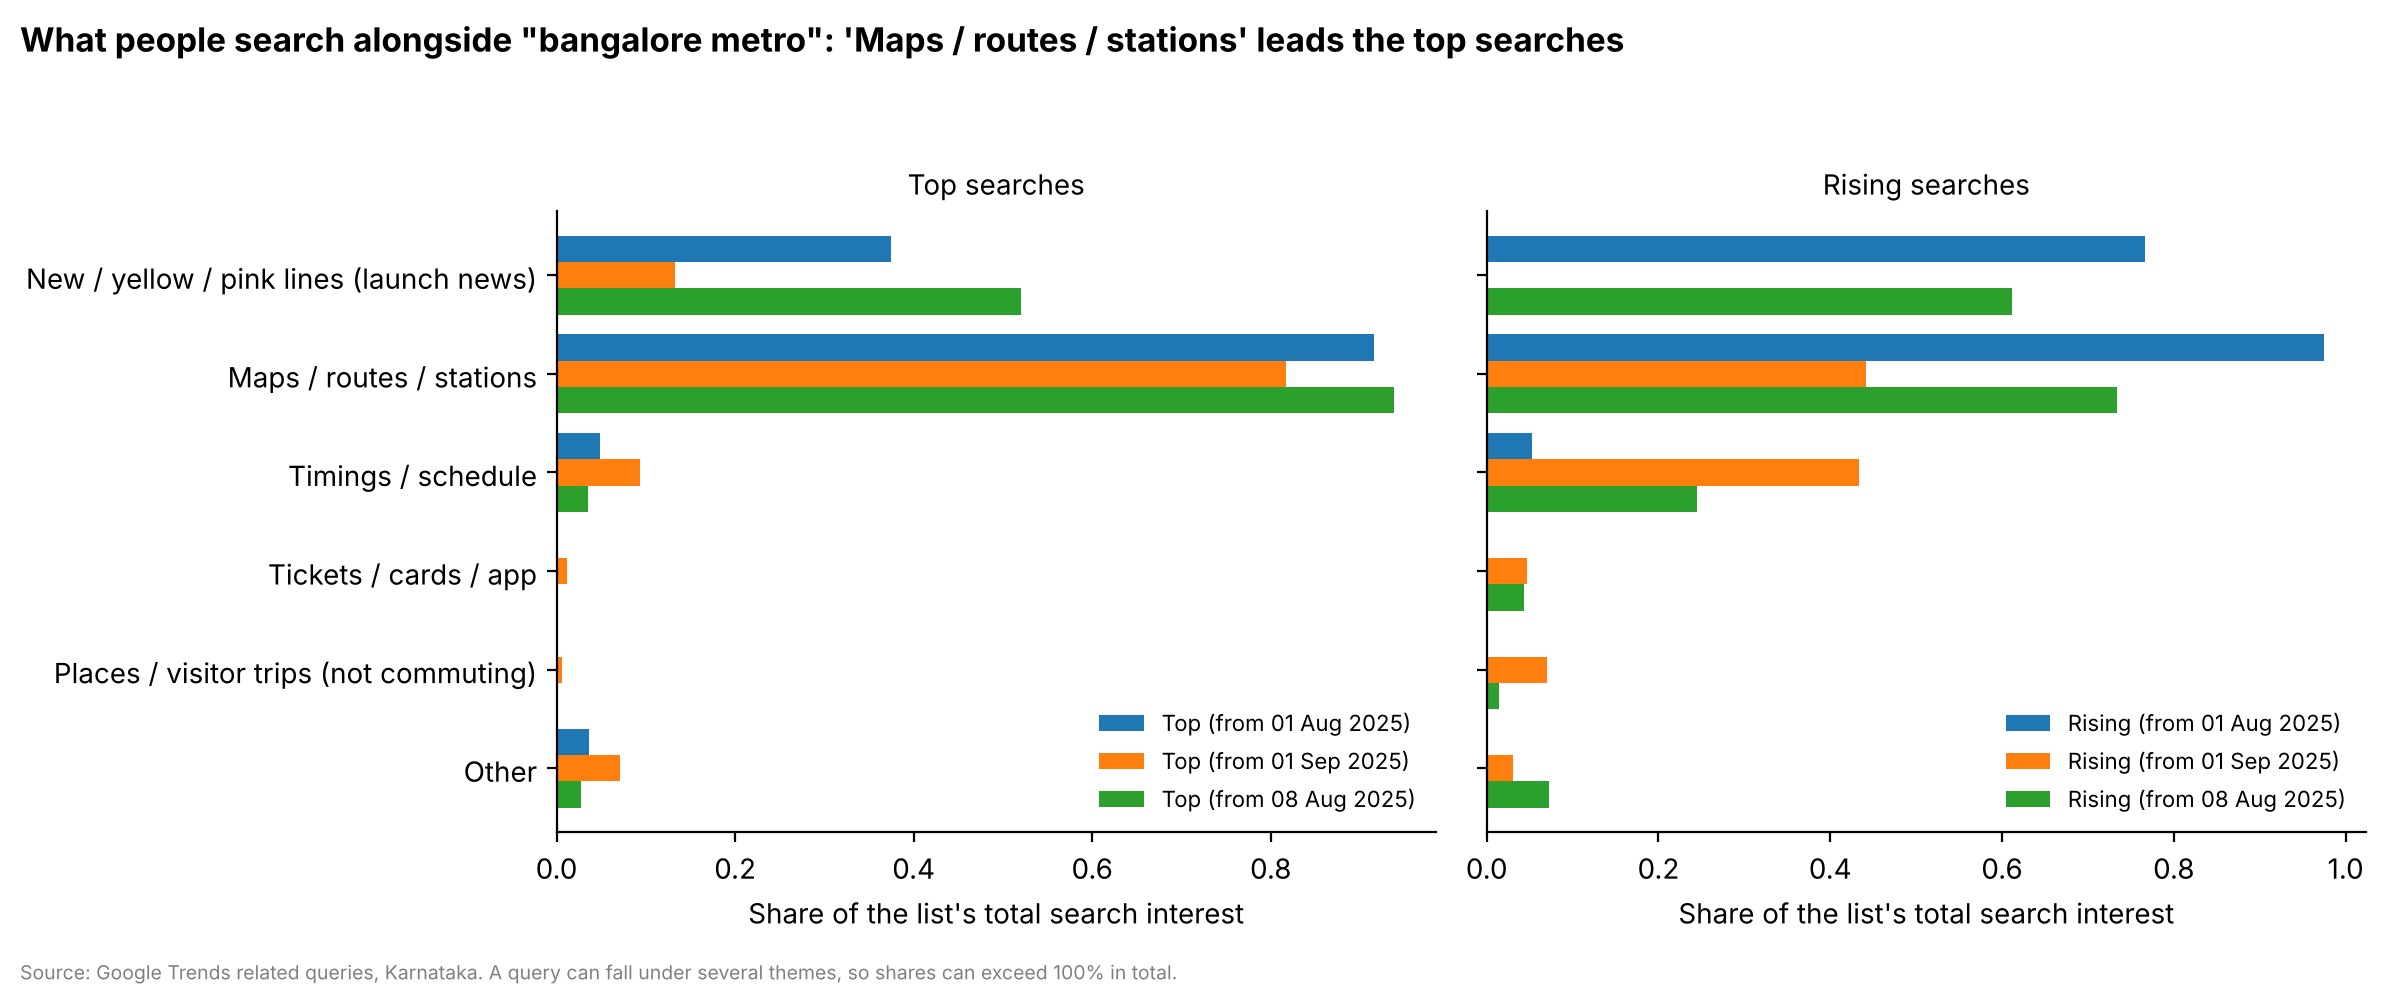 What people search alongside "bangalore metro": 'Maps / routes / stations' leads the top searches
Top searches
New / yellow / pink lines (launch news)
Maps / routes / stations
Timings / schedule
Tickets / cards / app
Places / visitor trips (not commuting)
Other
Top (from 01 Aug 2025)
Top (from 01 Sep 2025)
Top (from 08 Aug 2025)
0.0 0.2 0.4 0.6 0.8
Share of the list's total search interest
Rising searches
Rising (from 01 Aug 2025)
Rising (from 01 Sep 2025)
Rising (from 08 Aug 2025)
0.0 0.2 0.4 0.6 0.8 1.0
Share of the list's total search interest
Source: Google Trends related queries, Karnataka. A query can fall under several themes, so shares can exceed 100% in total.